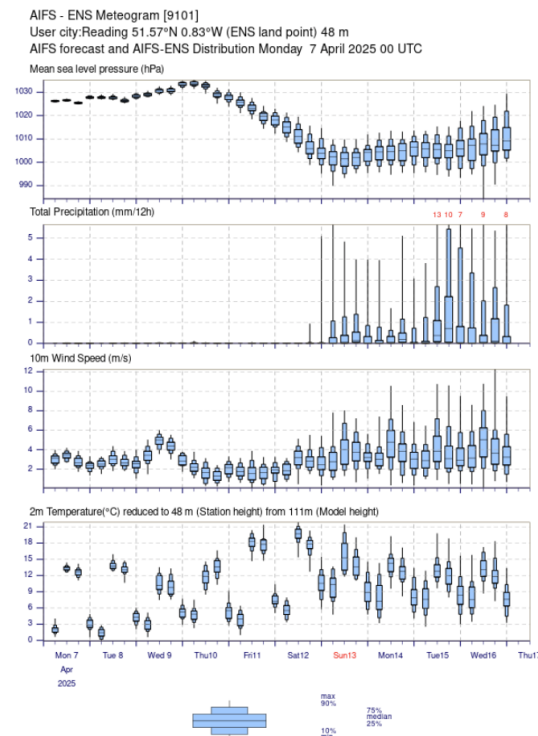 AIFS - ENS Meteogram [9101]
User city:Reading 51.57°N 0.83°W (ENS land point) 48 m
AIFS forecast and AIFS-ENS Distribution Monday 7 April 2025 00 UTC
Mean sea level pressure (hPa)
1030
1020
1010
1000
990
Total Precipitation (mm/12h)
13 10 7 9 8
5
4
3
2
1
0
10m Wind Speed (m/s)
12
10
8
6
4
2
2m Temperature(°C) reduced to 48 m (Station height) from 111m (Model height)
21
18
15
12
9
6
3
0
Mon 7 Tue 8 Wed 9 Thu10 Fri11 Sat12 Sun13 Mon14 Tue15 Wed16 Thu1
Apr
2025
max
90%
75%
median
25%
10%